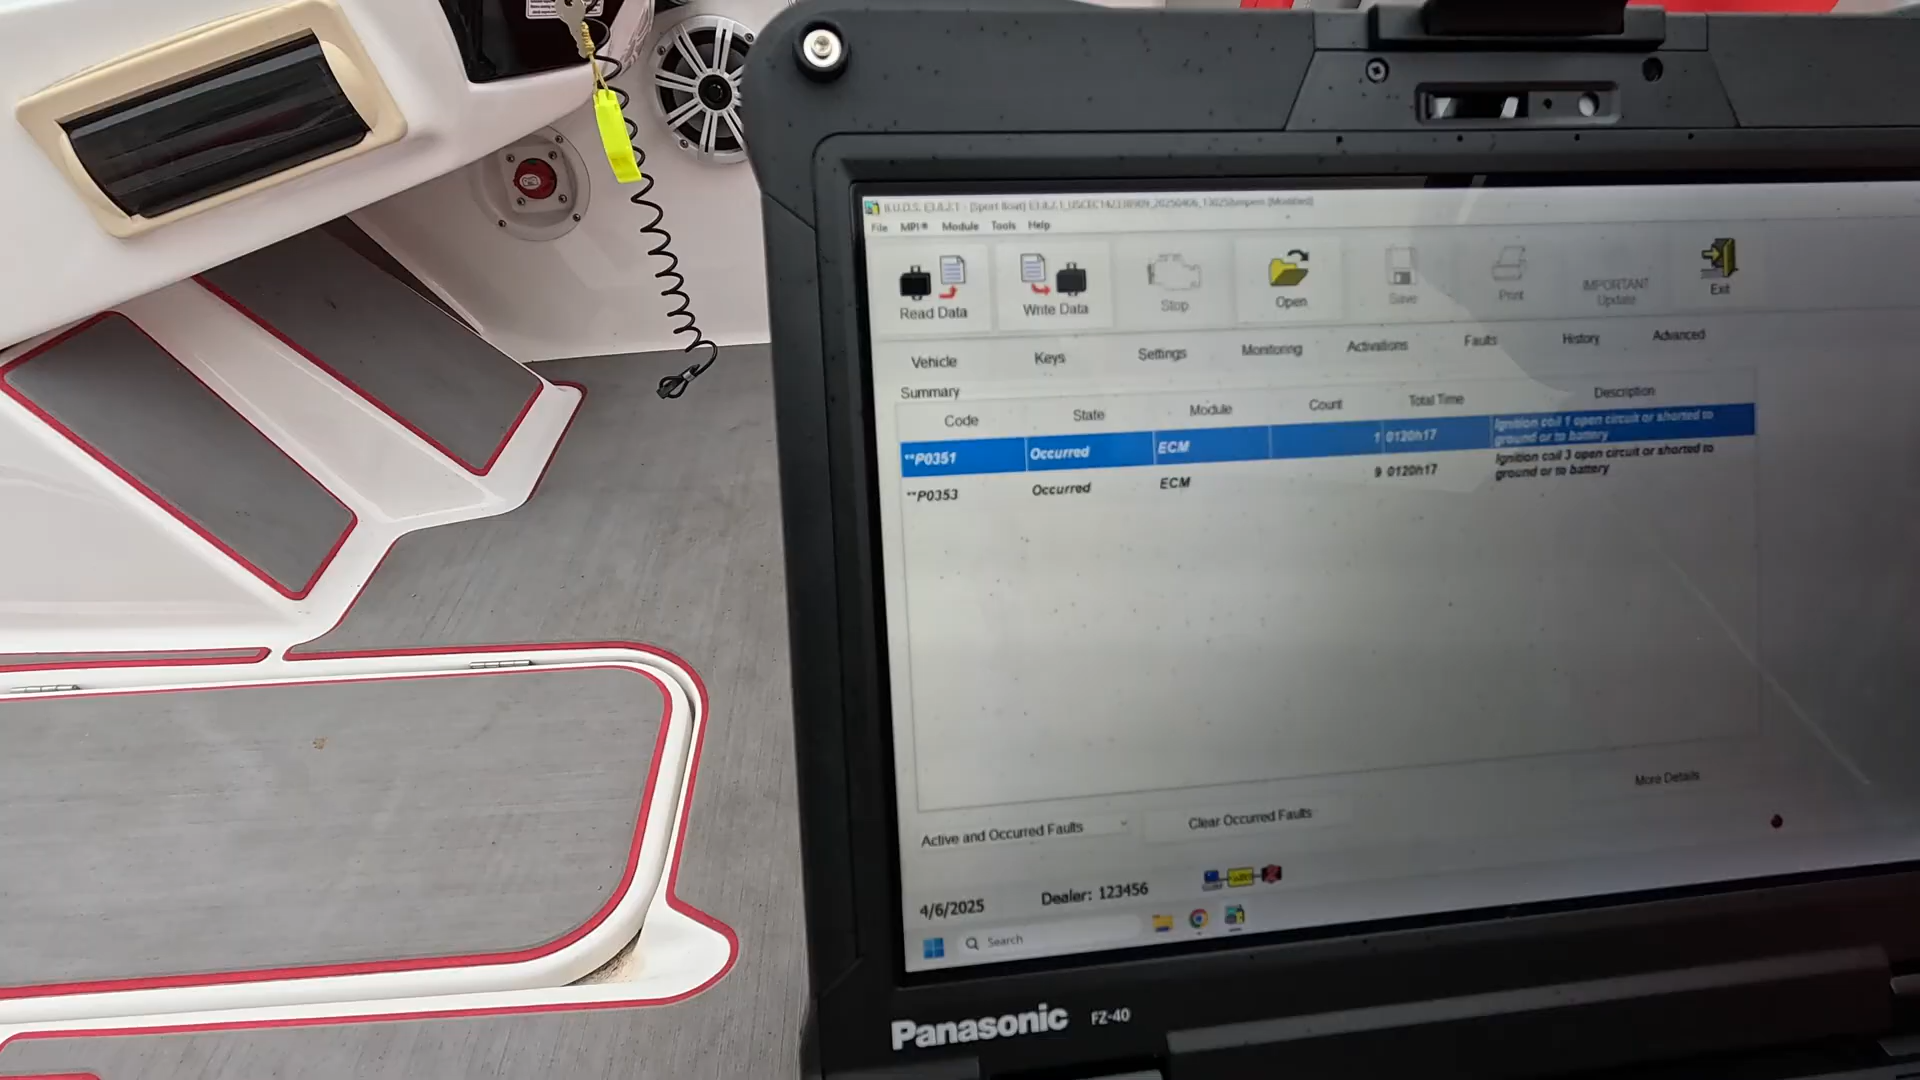 B.U.D.S.
File MPI Module Tools Help
Read Data
Write Data
Stop
Open
Save
Print
IMPORTANT
Update
Exit
Vehicle Keys Settings Monitoring Activations Faults History Advanced
Summary
Code State Module Count Total Time Description
**P0351 Occurred ECM 1 0120h17 Ignition coil 1 open circuit or shorted to
ground or to battery
**P0353 Occurred ECM 9 0120h17 Ignition coil 3 open circuit or shorted to
ground or to battery
More Details
Active and Occurred Faults
Clear Occurred Faults
4/6/2025 Dealer: 123456
Search
Panasonic FZ-40